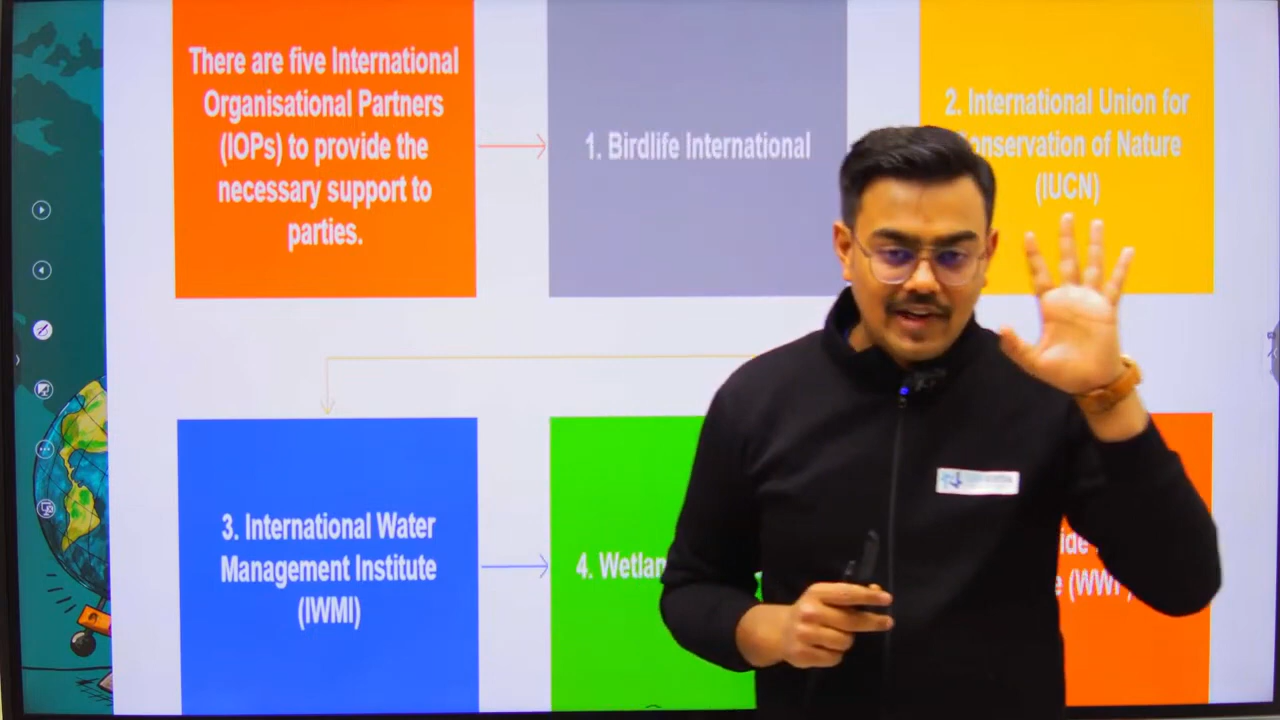 There are five International
Organisational Partners
(IOPs) to provide the
necessary support to
parties.
1. Birdlife International
2. International Union for
Conservation of Nature
(IUCN)
3. International Water
Management Institute
(IWMI)
4.